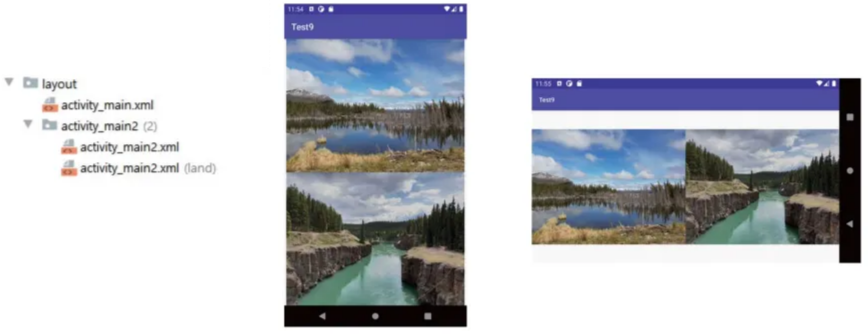 layout
activity_main.xml
activity_main2 (2)
activity_main2.xml
activity_main2.xml (land)
11:54
Test9
11:55
Test9